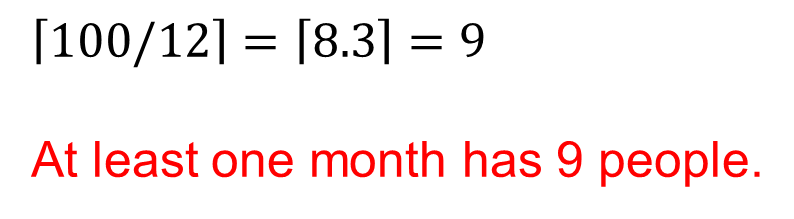 ⌈100/12⌉ = ⌈8.3⌉ = 9
At least one month has 9 people.